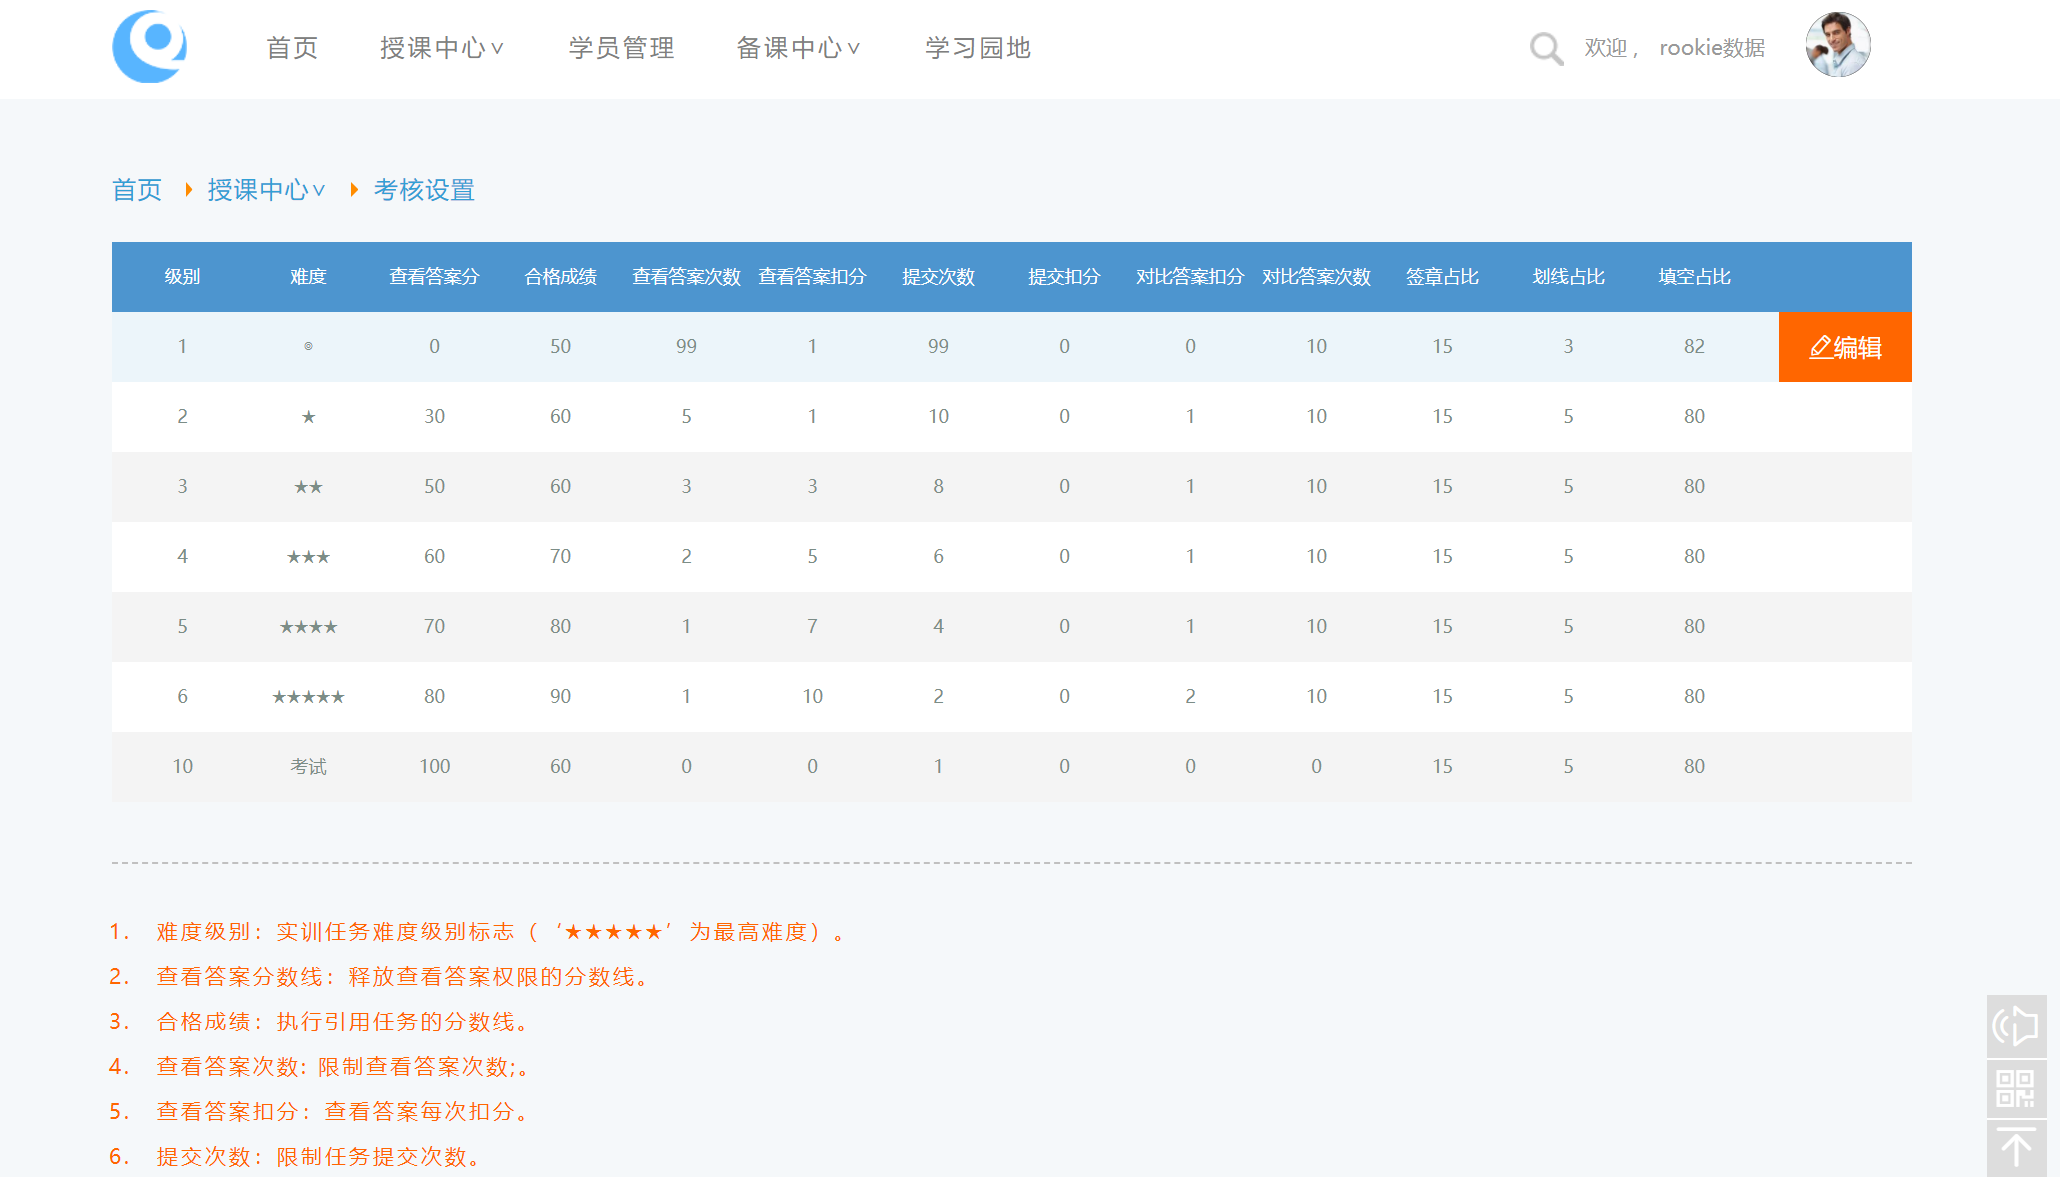 首页 授课中心∨ 学员管理 备课中心∨ 学习园地 欢迎， rookie数据
首页 授课中心∨ 考核设置
级别 难度 查看答案分 合格成绩 查看答案次数 查看答案扣分 提交次数 提交扣分 对比答案扣分 对比答案次数 签章占比 划线占比 填空占比
1 ◎ 0 50 99 1 99 0 0 10 15 3 82 编辑
2 ★ 30 60 5 1 10 0 1 10 15 5 80
3 ★★ 50 60 3 3 8 0 1 10 15 5 80
4 ★★★ 60 70 2 5 6 0 1 10 15 5 80
5 ★★★★ 70 80 1 7 4 0 1 10 15 5 80
6 ★★★★★ 80 90 1 10 2 0 2 10 15 5 80
10 考试 100 60 0 0 1 0 0 0 15 5 80
1. 难度级别：实训任务难度级别标志（‘★★★★★’为最高难度）。
2. 查看答案分数线：释放查看答案权限的分数线。
3. 合格成绩：执行引用任务的分数线。
4. 查看答案次数: 限制查看答案次数;。
5. 查看答案扣分：查看答案每次扣分。
6. 提交次数：限制任务提交次数。